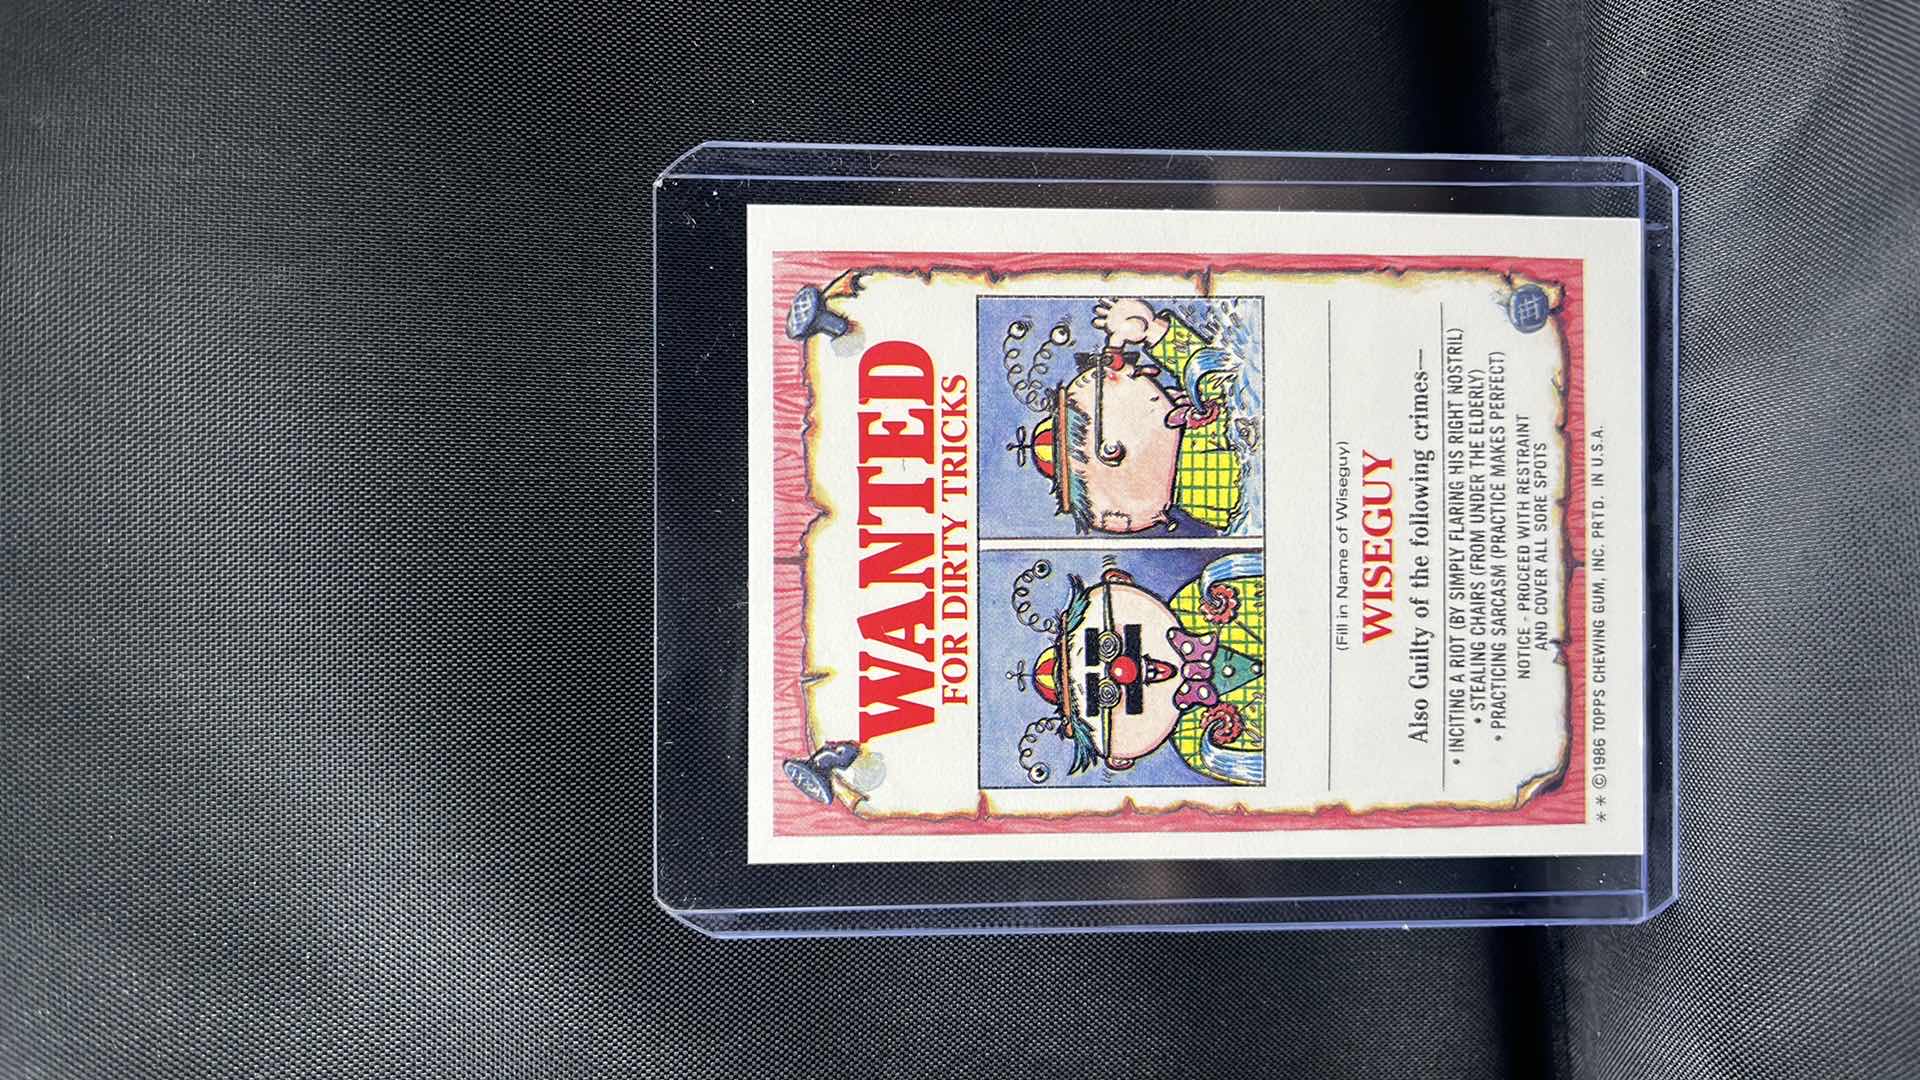 WANTED
FOR DIRTY TRICKS
(Fill in Name of Wiseguy)
WISEGUY
Also Guilty of the following crimes—
• INCITING A RIOT (BY SIMPLY FLARING HIS RIGHT NOSTRIL)
• STEALING CHAIRS (FROM UNDER THE ELDERLY)
• PRACTICING SARCASM (PRACTICE MAKES PERFECT)
NOTICE - PROCEED WITH RESTRAINT
AND COVER ALL SORE SPOTS
* * ©1986 TOPPS CHEWING GUM, INC. PRTD. IN U.S.A.